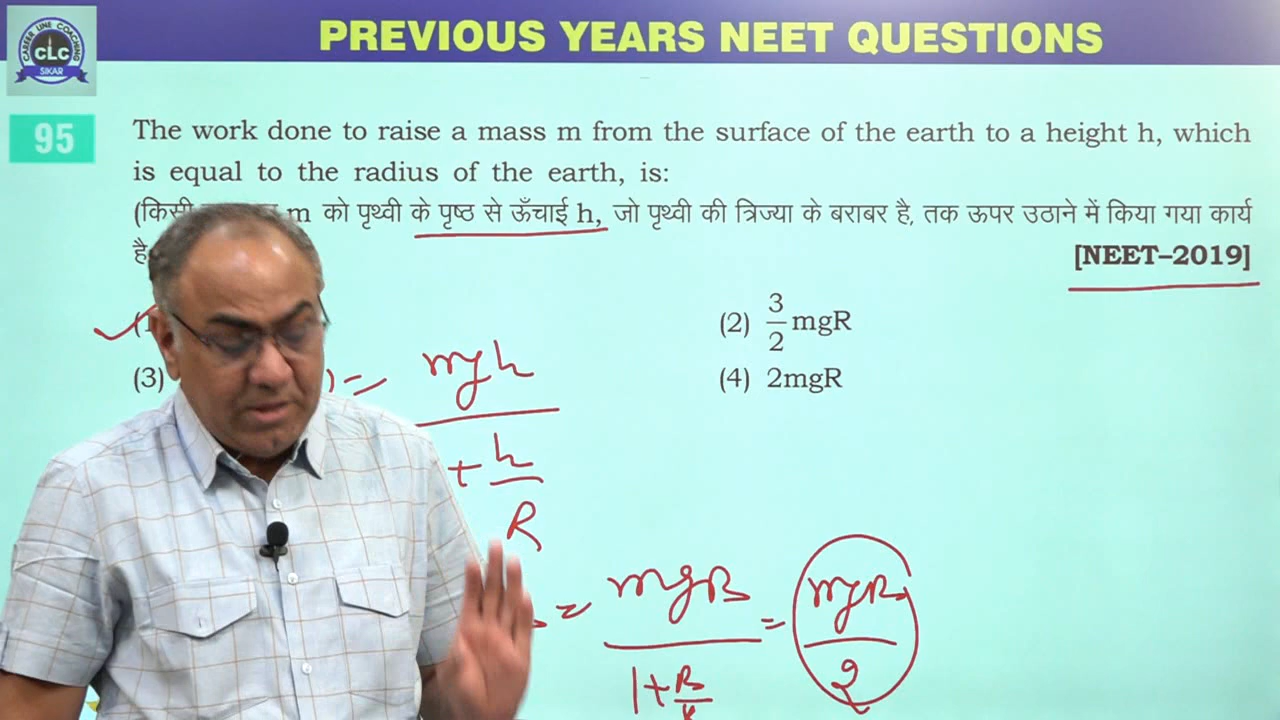 PREVIOUS YEARS NEET QUESTIONS
CAREER LINE COACHING
CLC
SIKAR
95
The work done to raise a mass m from the surface of the earth to a height h, which
is equal to the radius of the earth, is:
(किसी m को पृथ्वी के पृष्ठ से ऊँचाई h, जो पृथ्वी की त्रिज्या के बराबर है, तक ऊपर उठाने में किया गया कार्य
है
[NEET–2019]
(2) 3/2 mgR
(3)
(4) 2mgR
= mgh
+ h/R
= mgR / 1+R/R = mgR/2